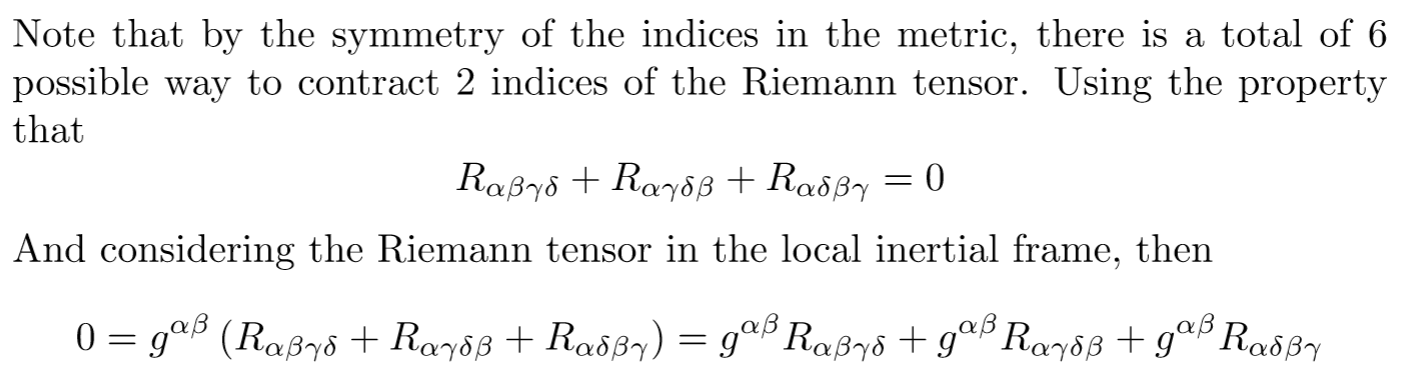 Note that by the symmetry of the indices in the metric, there is a total of 6
possible way to contract 2 indices of the Riemann tensor. Using the property
that
$R_{\alpha\beta\gamma\delta} + R_{\alpha\gamma\delta\beta} + R_{\alpha\delta\beta\gamma} = 0$
And considering the Riemann tensor in the local inertial frame, then
$0 = g^{\alpha\beta} (R_{\alpha\beta\gamma\delta} + R_{\alpha\gamma\delta\beta} + R_{\alpha\delta\beta\gamma}) = g^{\alpha\beta} R_{\alpha\beta\gamma\delta} + g^{\alpha\beta} R_{\alpha\gamma\delta\beta} + g^{\alpha\beta} R_{\alpha\delta\beta\gamma}$